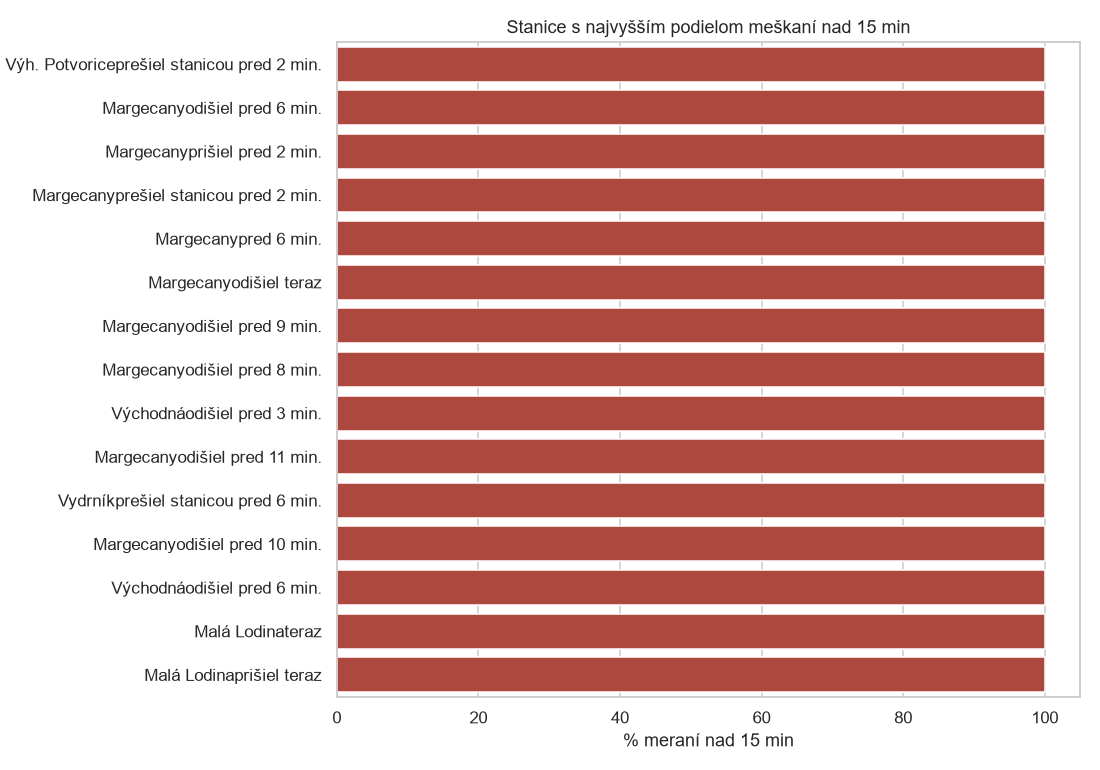 Stanice s najvyšším podielom meškaní nad 15 min
Výh. Potvoriceprešiel stanicou pred 2 min.
Margecanyodišiel pred 6 min.
Margecanyprišiel pred 2 min.
Margecanyprešiel stanicou pred 2 min.
Margecanypred 6 min.
Margecanyodišiel teraz
Margecanyodišiel pred 9 min.
Margecanyodišiel pred 8 min.
Východnáodišiel pred 3 min.
Margecanyodišiel pred 11 min.
Vydrníkprešiel stanicou pred 6 min.
Margecanyodišiel pred 10 min.
Východnáodišiel pred 6 min.
Malá Lodinateraz
Malá Lodinaprišiel teraz
0 20 40 60 80 100
% meraní nad 15 min